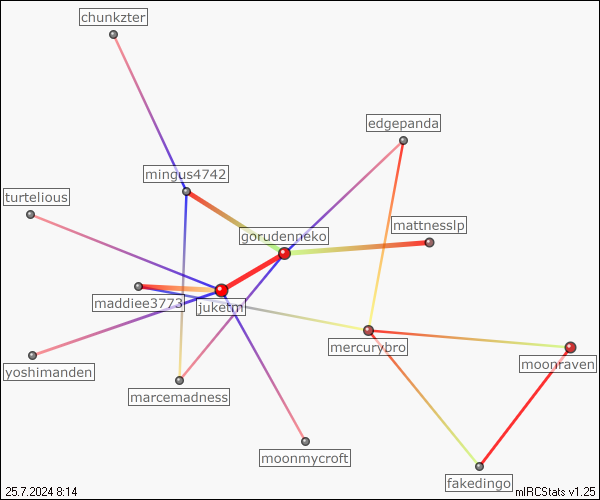 chunkzter
edgepanda
mingus4742
turtelious
mattnesslp
gorudenneko
maddiee3773
juketm
mercurybro
moonraven
yoshimanden
marcemadness
moonmycroft
fakedingo
25.7.2024 8:14
mIRCStats v1.25